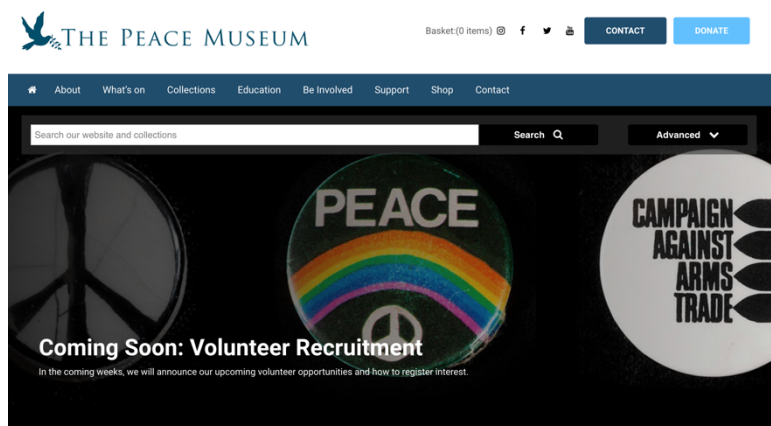 THE PEACE MUSEUM
Basket:(0 items)
CONTACT
DONATE
About What's on Collections Education Be Involved Support Shop Contact
Search our website and collections
Search
Advanced
PEACE
CAMPAIGN
AGAINST
ARMS
TRADE
Coming Soon: Volunteer Recruitment
In the coming weeks, we will announce our upcoming volunteer opportunities and how to register interest.